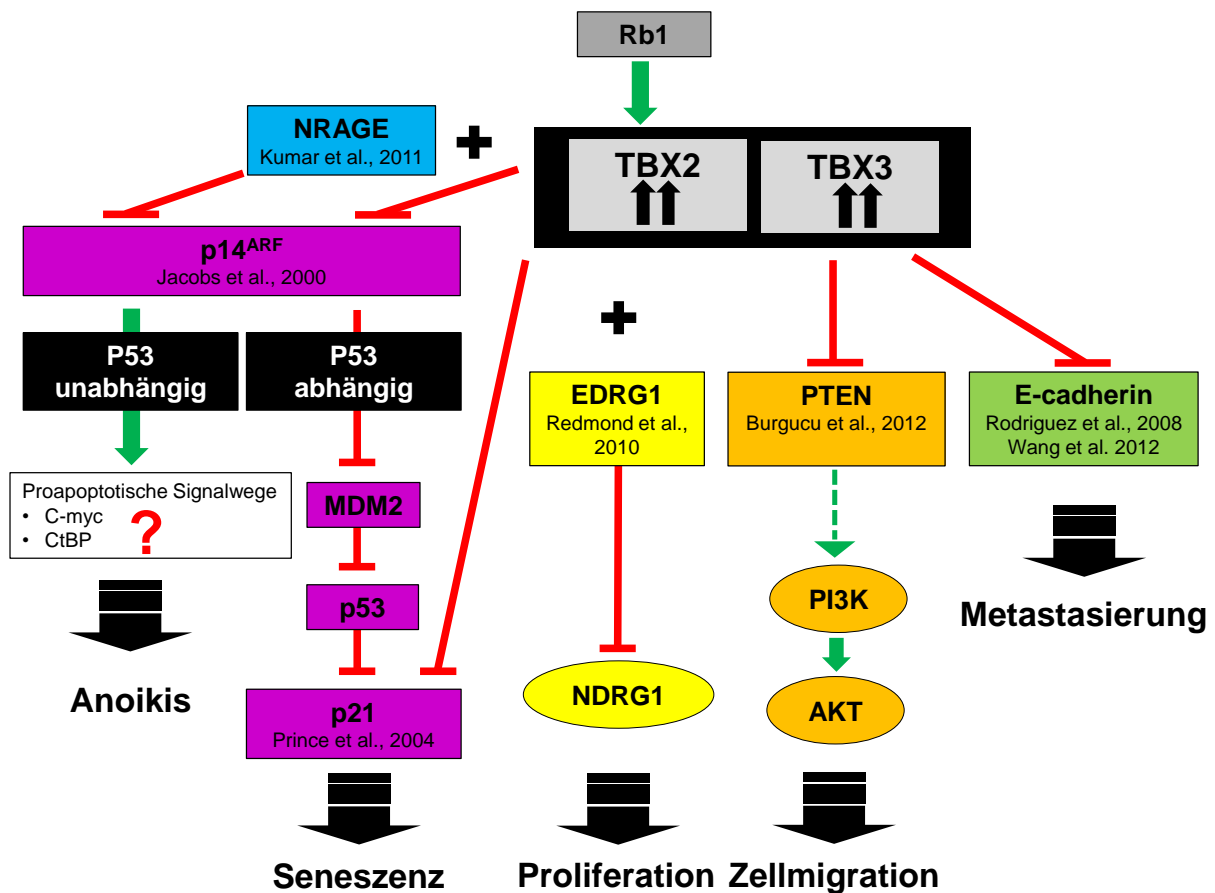 Rb1
NRAGE
Kumar et al., 2011
+
TBX2
TBX3
p14ARF
Jacobs et al., 2000
+
P53
unabhängig
P53
abhängig
EDRG1
Redmond et al.,
2010
PTEN
Burgucu et al., 2012
E-cadherin
Rodriguez et al., 2008
Wang et al. 2012
Proapoptotische Signalwege
• C-myc
• CtBP
?
MDM2
p53
PI3K
Metastasierung
Anoikis
p21
Prince et al., 2004
NDRG1
AKT
Seneszenz
Proliferation
Zellmigration